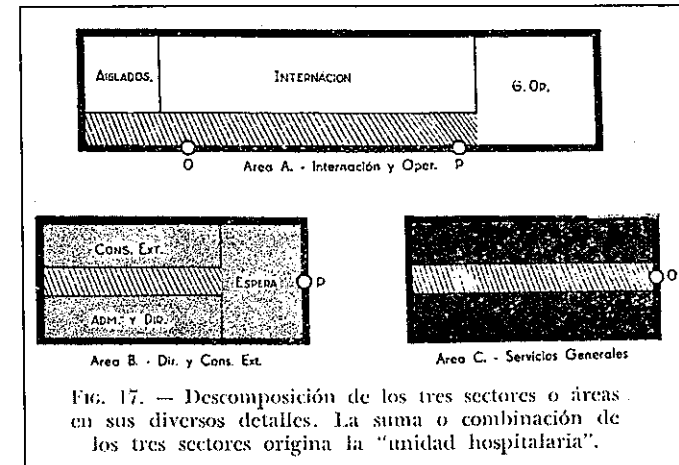 AISLADOS.
INTERNACION
G. OP.
O
P
Area A. - Internación y Oper.
CONS. EXT.
ESPERA
P
ADM. Y DIR.
Area B. - Dir. y Cons. Ext.
O
Area C. - Servicios Generales
FIG. 17. — Descomposición de los tres sectores o áreas
en sus diversos detalles. La suma o combinación de
los tres sectores origina la “unidad hospitalaria”.